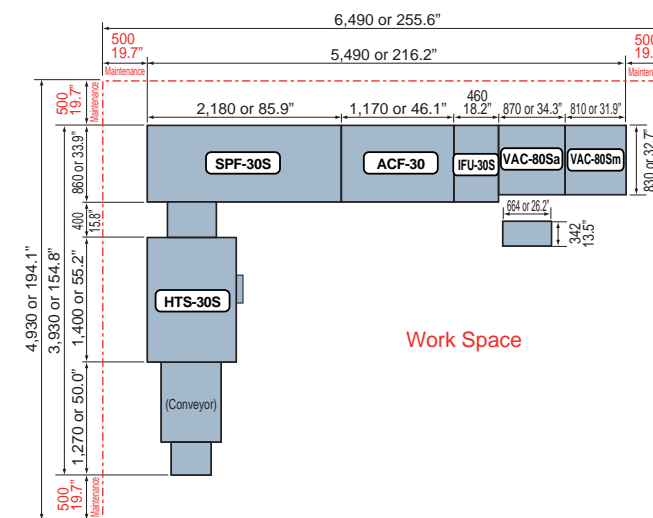 6,490 or 255.6”
500
19.7”
Maintenance
5,490 or 216.2”
500
19.
Mainten
500
19.7”
Maintenance
2,180 or 85.9”
1,170 or 46.1”
460
18.2”
870 or 34.3”
810 or 31.9”
860 or 33.9”
SPF-30S
ACF-30
IFU-30S
VAC-80Sa
VAC-80Sm
830 or 32.7”
400
15.8”
664 or 26.2”
342
13.5”
4,930 or 194.1”
3,930 or 154.8”
1,400 or 55.2”
HTS-30S
Work Space
1,270 or 50.0”
(Conveyor)
500
19.7”
Maintenance